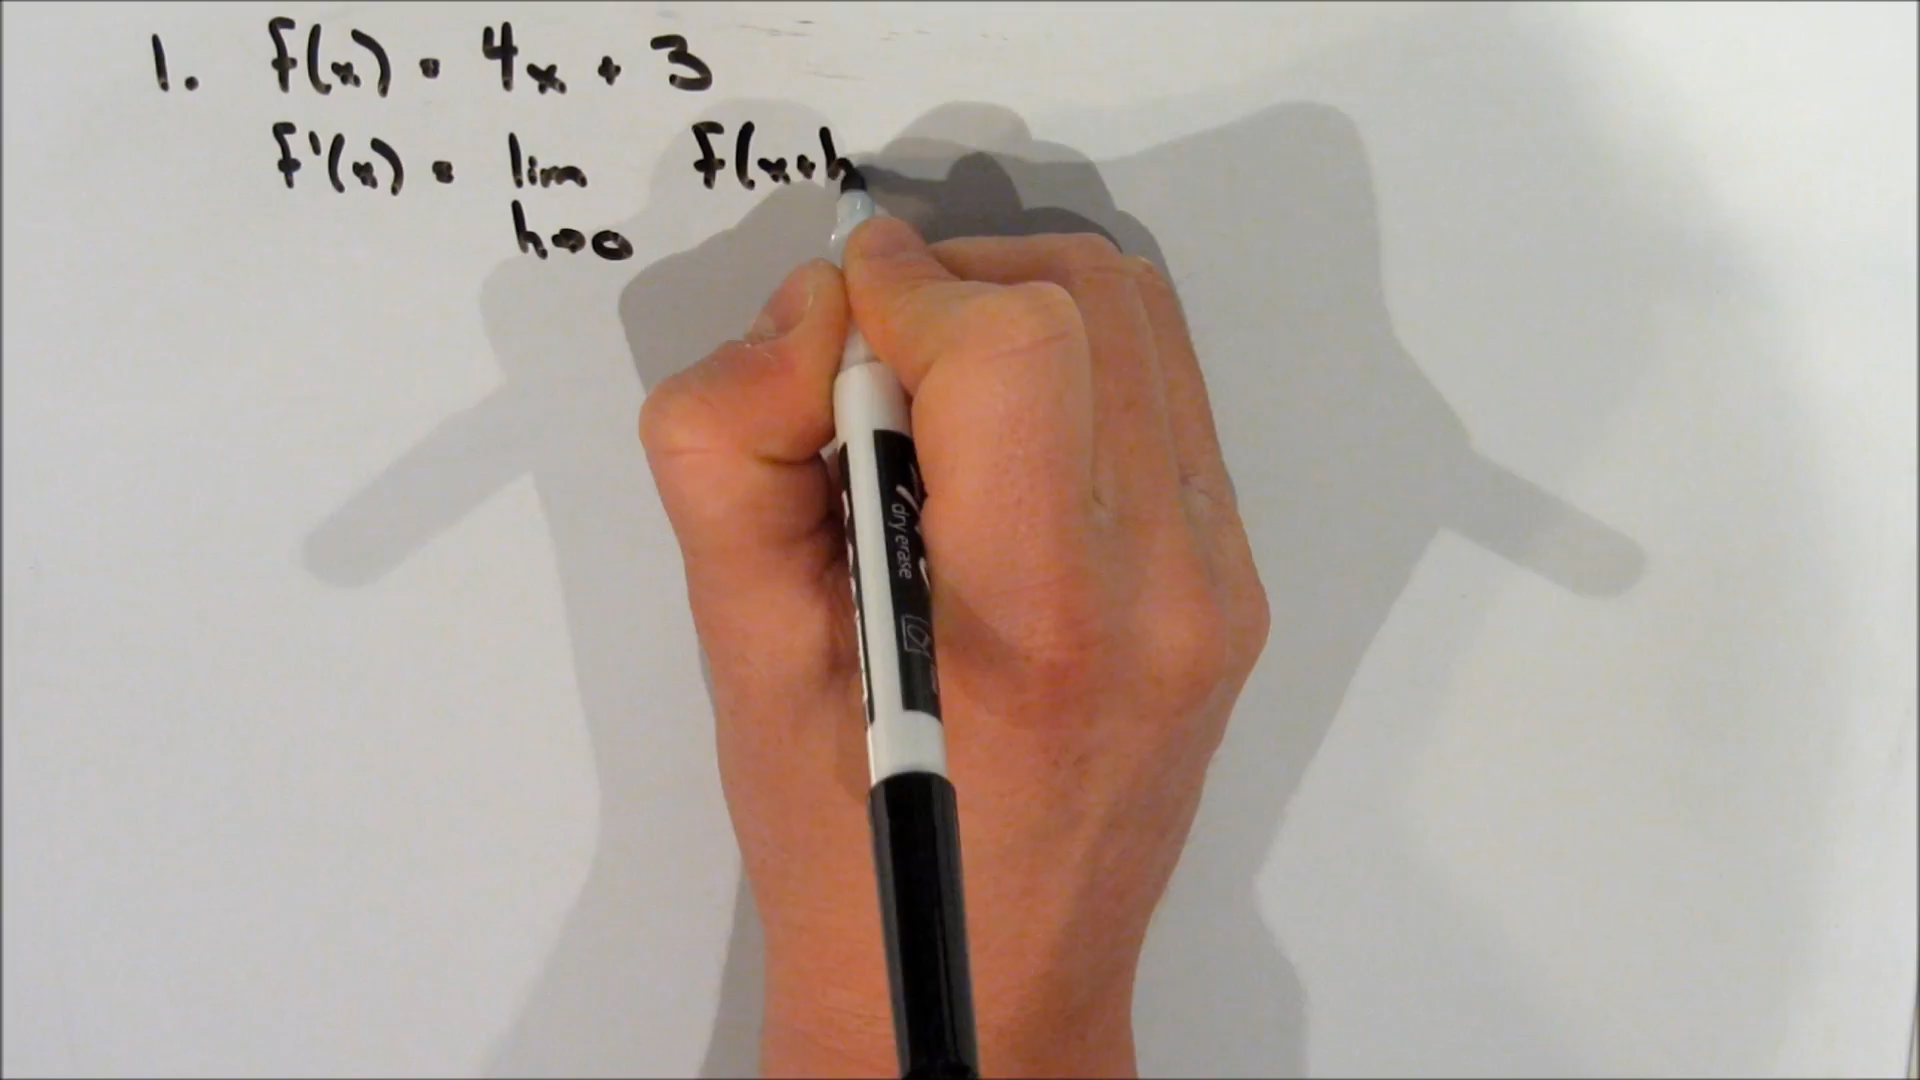 1. f(x) = 4x + 3
f'(x) = lim f(x+h
h→0
dry erase